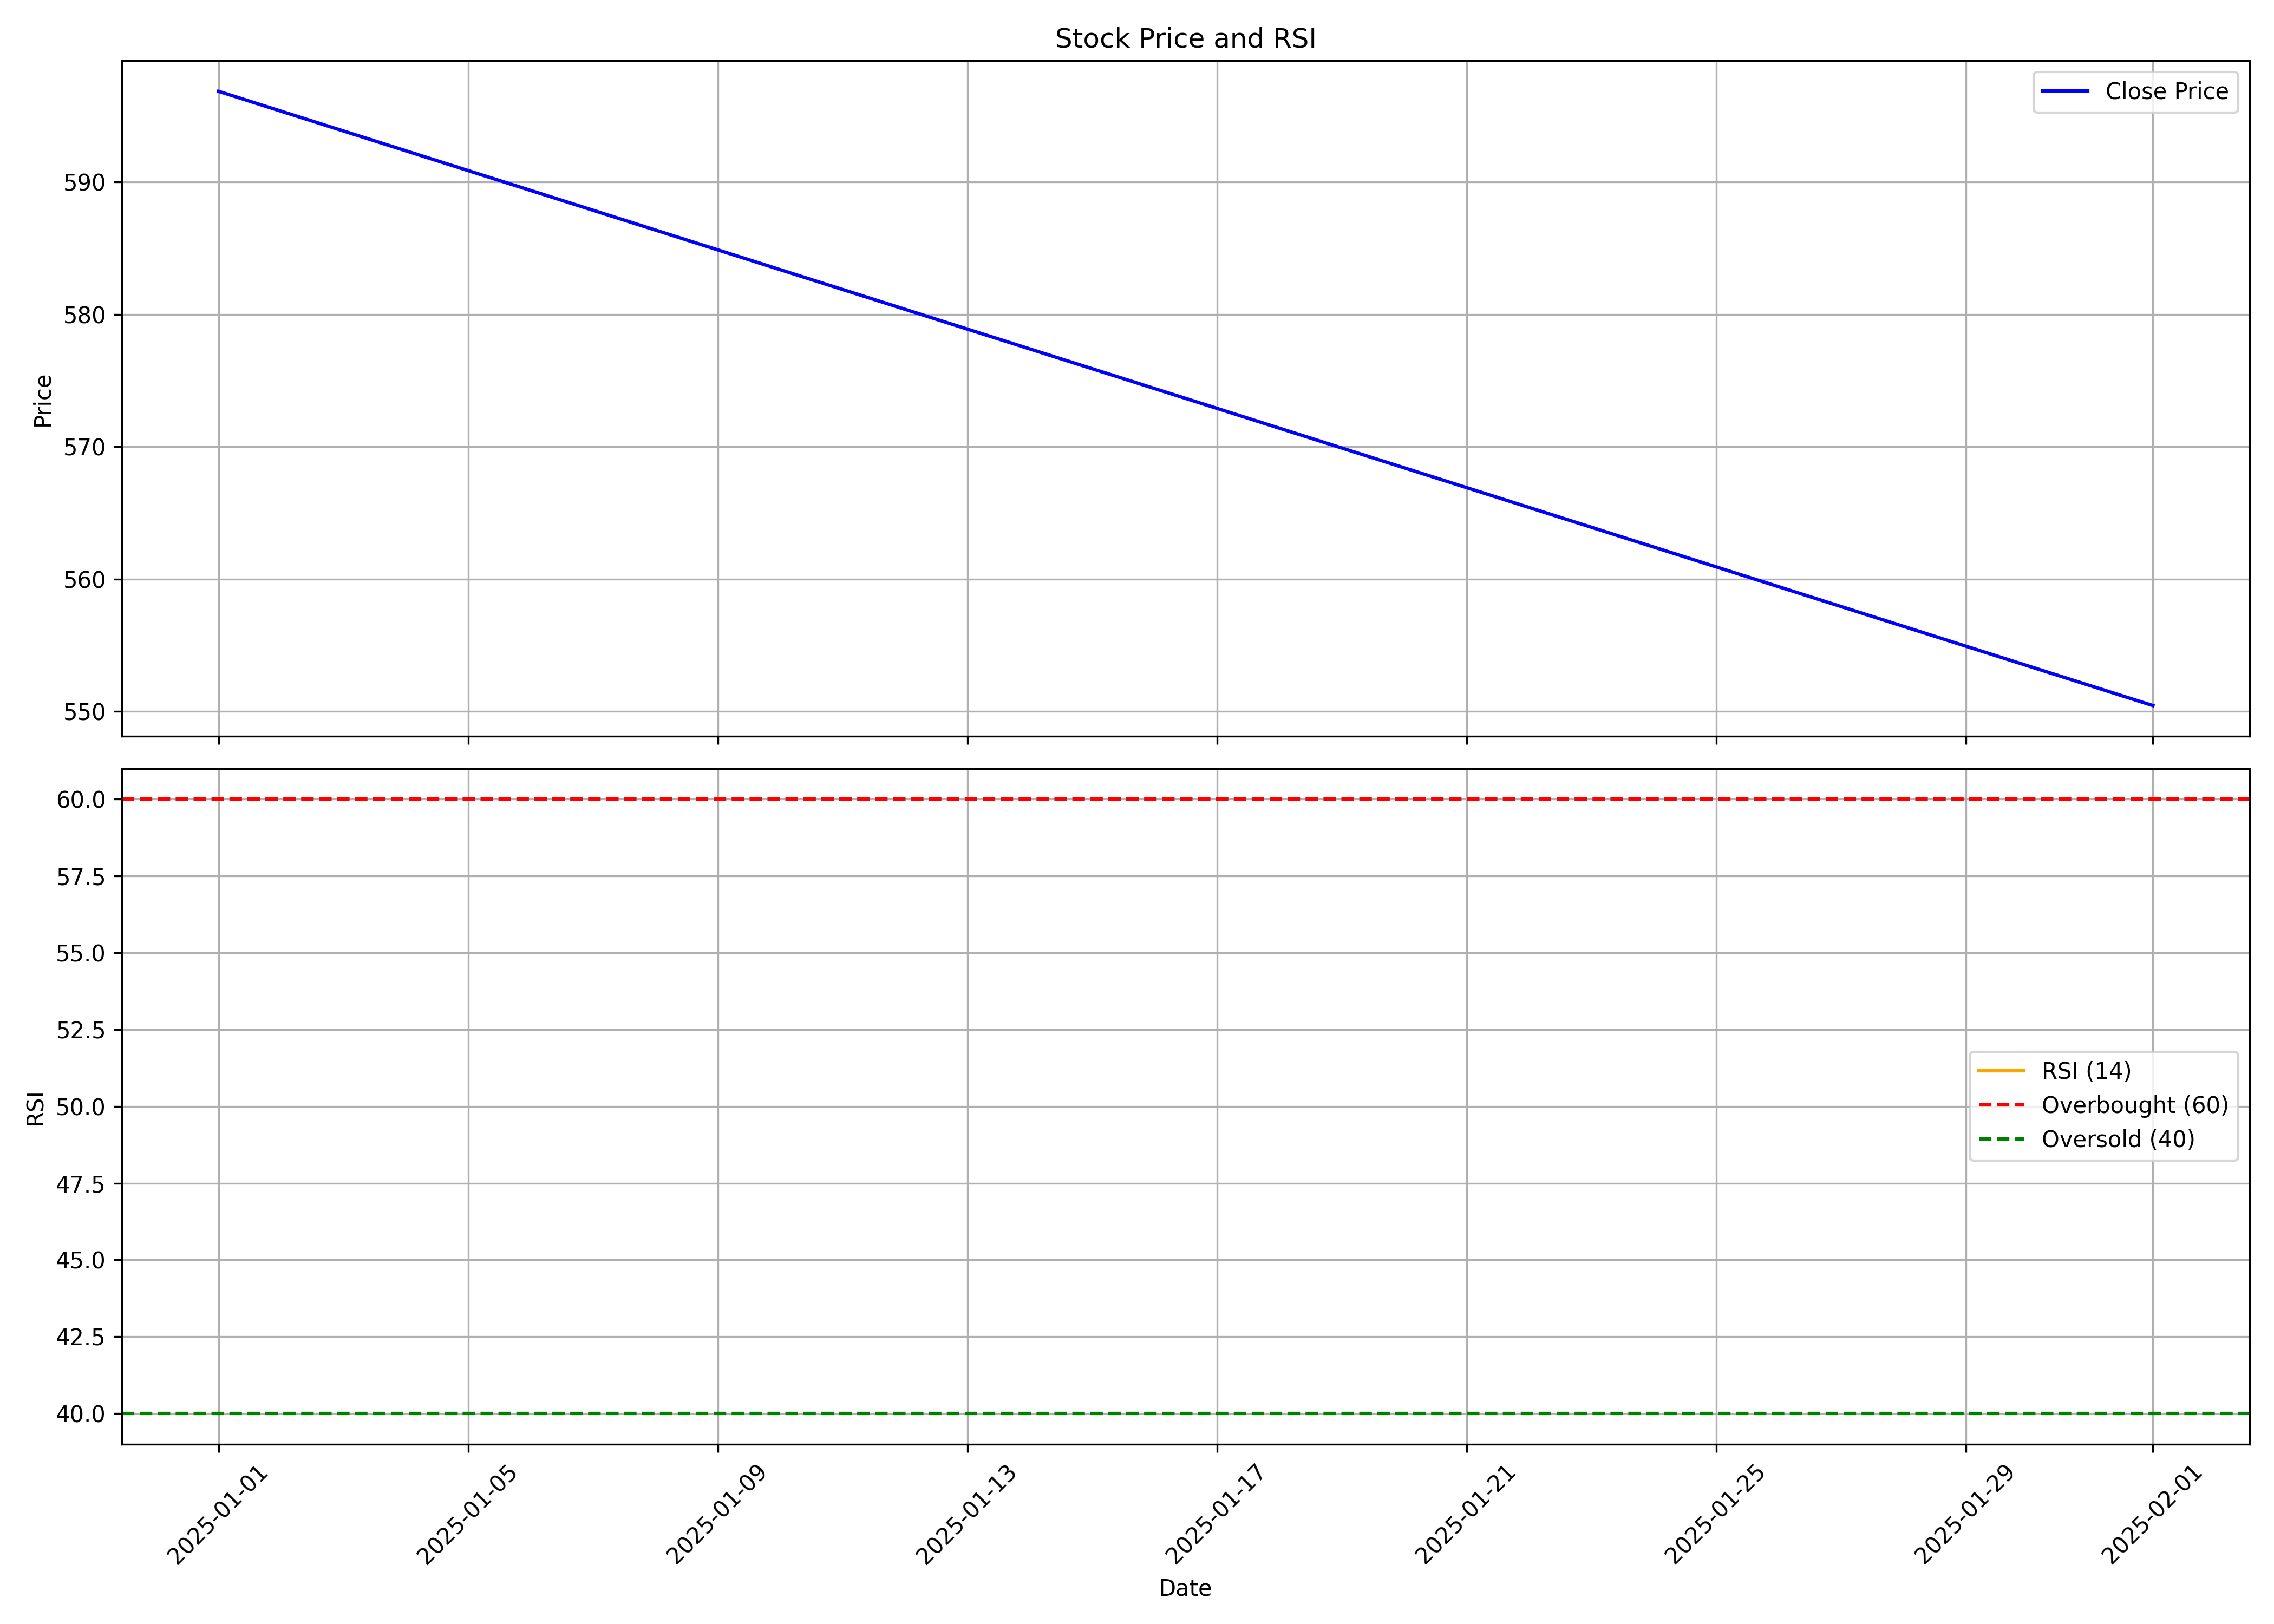 Stock Price and RSI
Close Price
Price
590
580
570
560
550
RSI
60.0
57.5
55.0
52.5
50.0
47.5
45.0
42.5
40.0
RSI (14)
Overbought (60)
Oversold (40)
2025-01-01
2025-01-05
2025-01-09
2025-01-13
2025-01-17
2025-01-21
2025-01-25
2025-01-29
2025-02-01
Date